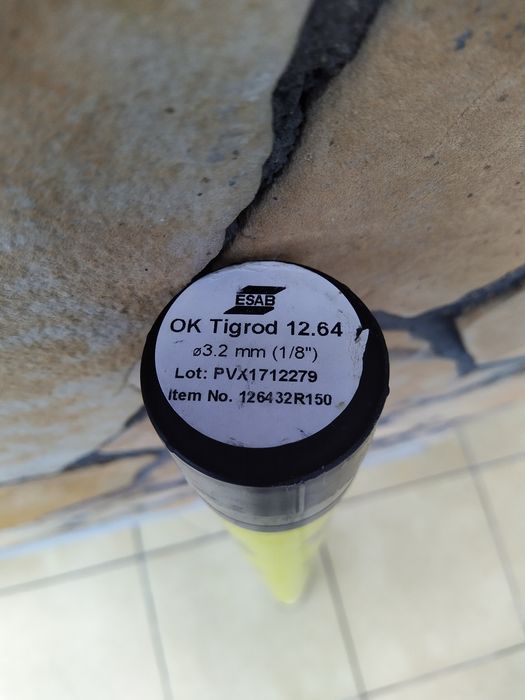 ESAB
OK Tigrod 12.64
ø3.2 mm (1/8")
Lot: PVX1712279
Item No. 126432R150